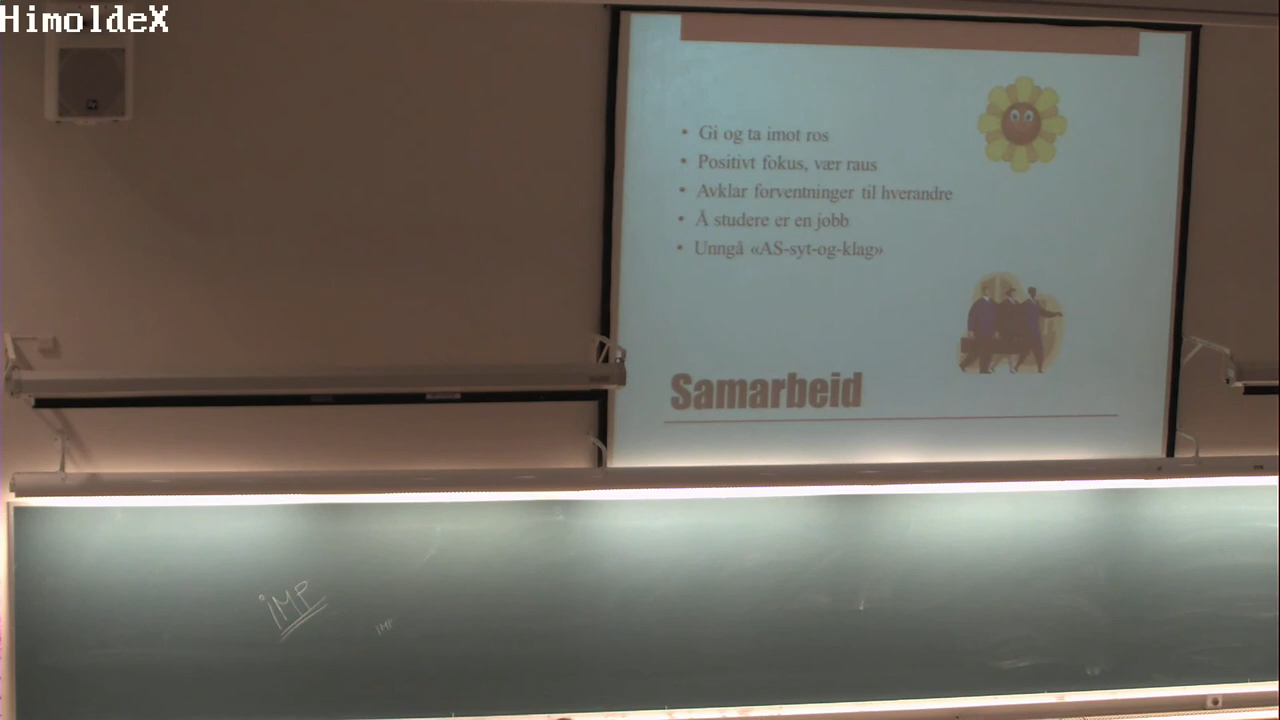 HimoldeX
• Gi og ta imot ros
• Positivt fokus, vær raus
• Avklar forventninger til hverandre
• Å studere er en jobb
• Unngå «AS-syt-og-klag»
Samarbeid
iMP
IMP